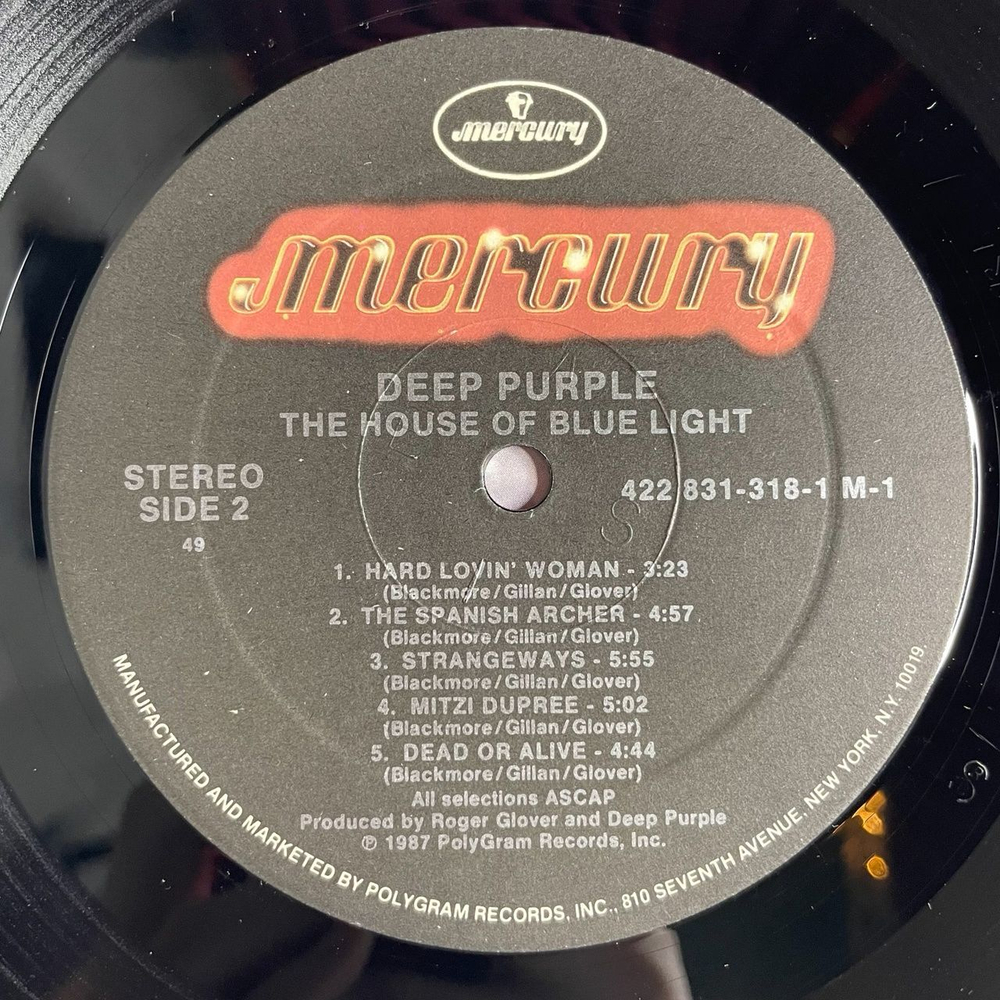 mercury
mercury
DEEP PURPLE
THE HOUSE OF BLUE LIGHT
STEREO
SIDE 2
49
422 831-318-1 M-1
1. HARD LOVIN' WOMAN - 3:23
(Blackmore/Gillan/Glover)
2. THE SPANISH ARCHER - 4:57
(Blackmore/Gillan/Glover)
3. STRANGEWAYS - 5:55
(Blackmore/Gillan/Glover)
4. MITZI DUPREE - 5:02
(Blackmore/Gillan/Glover)
5. DEAD OR ALIVE - 4:44
(Blackmore/Gillan/Glover)
All selections ASCAP
Produced by Roger Glover and Deep Purple
℗ 1987 PolyGram Records, Inc.
MANUFACTURED AND MARKETED BY POLYGRAM RECORDS, INC., 810 SEVENTH AVENUE, NEW YORK, N.Y. 10019